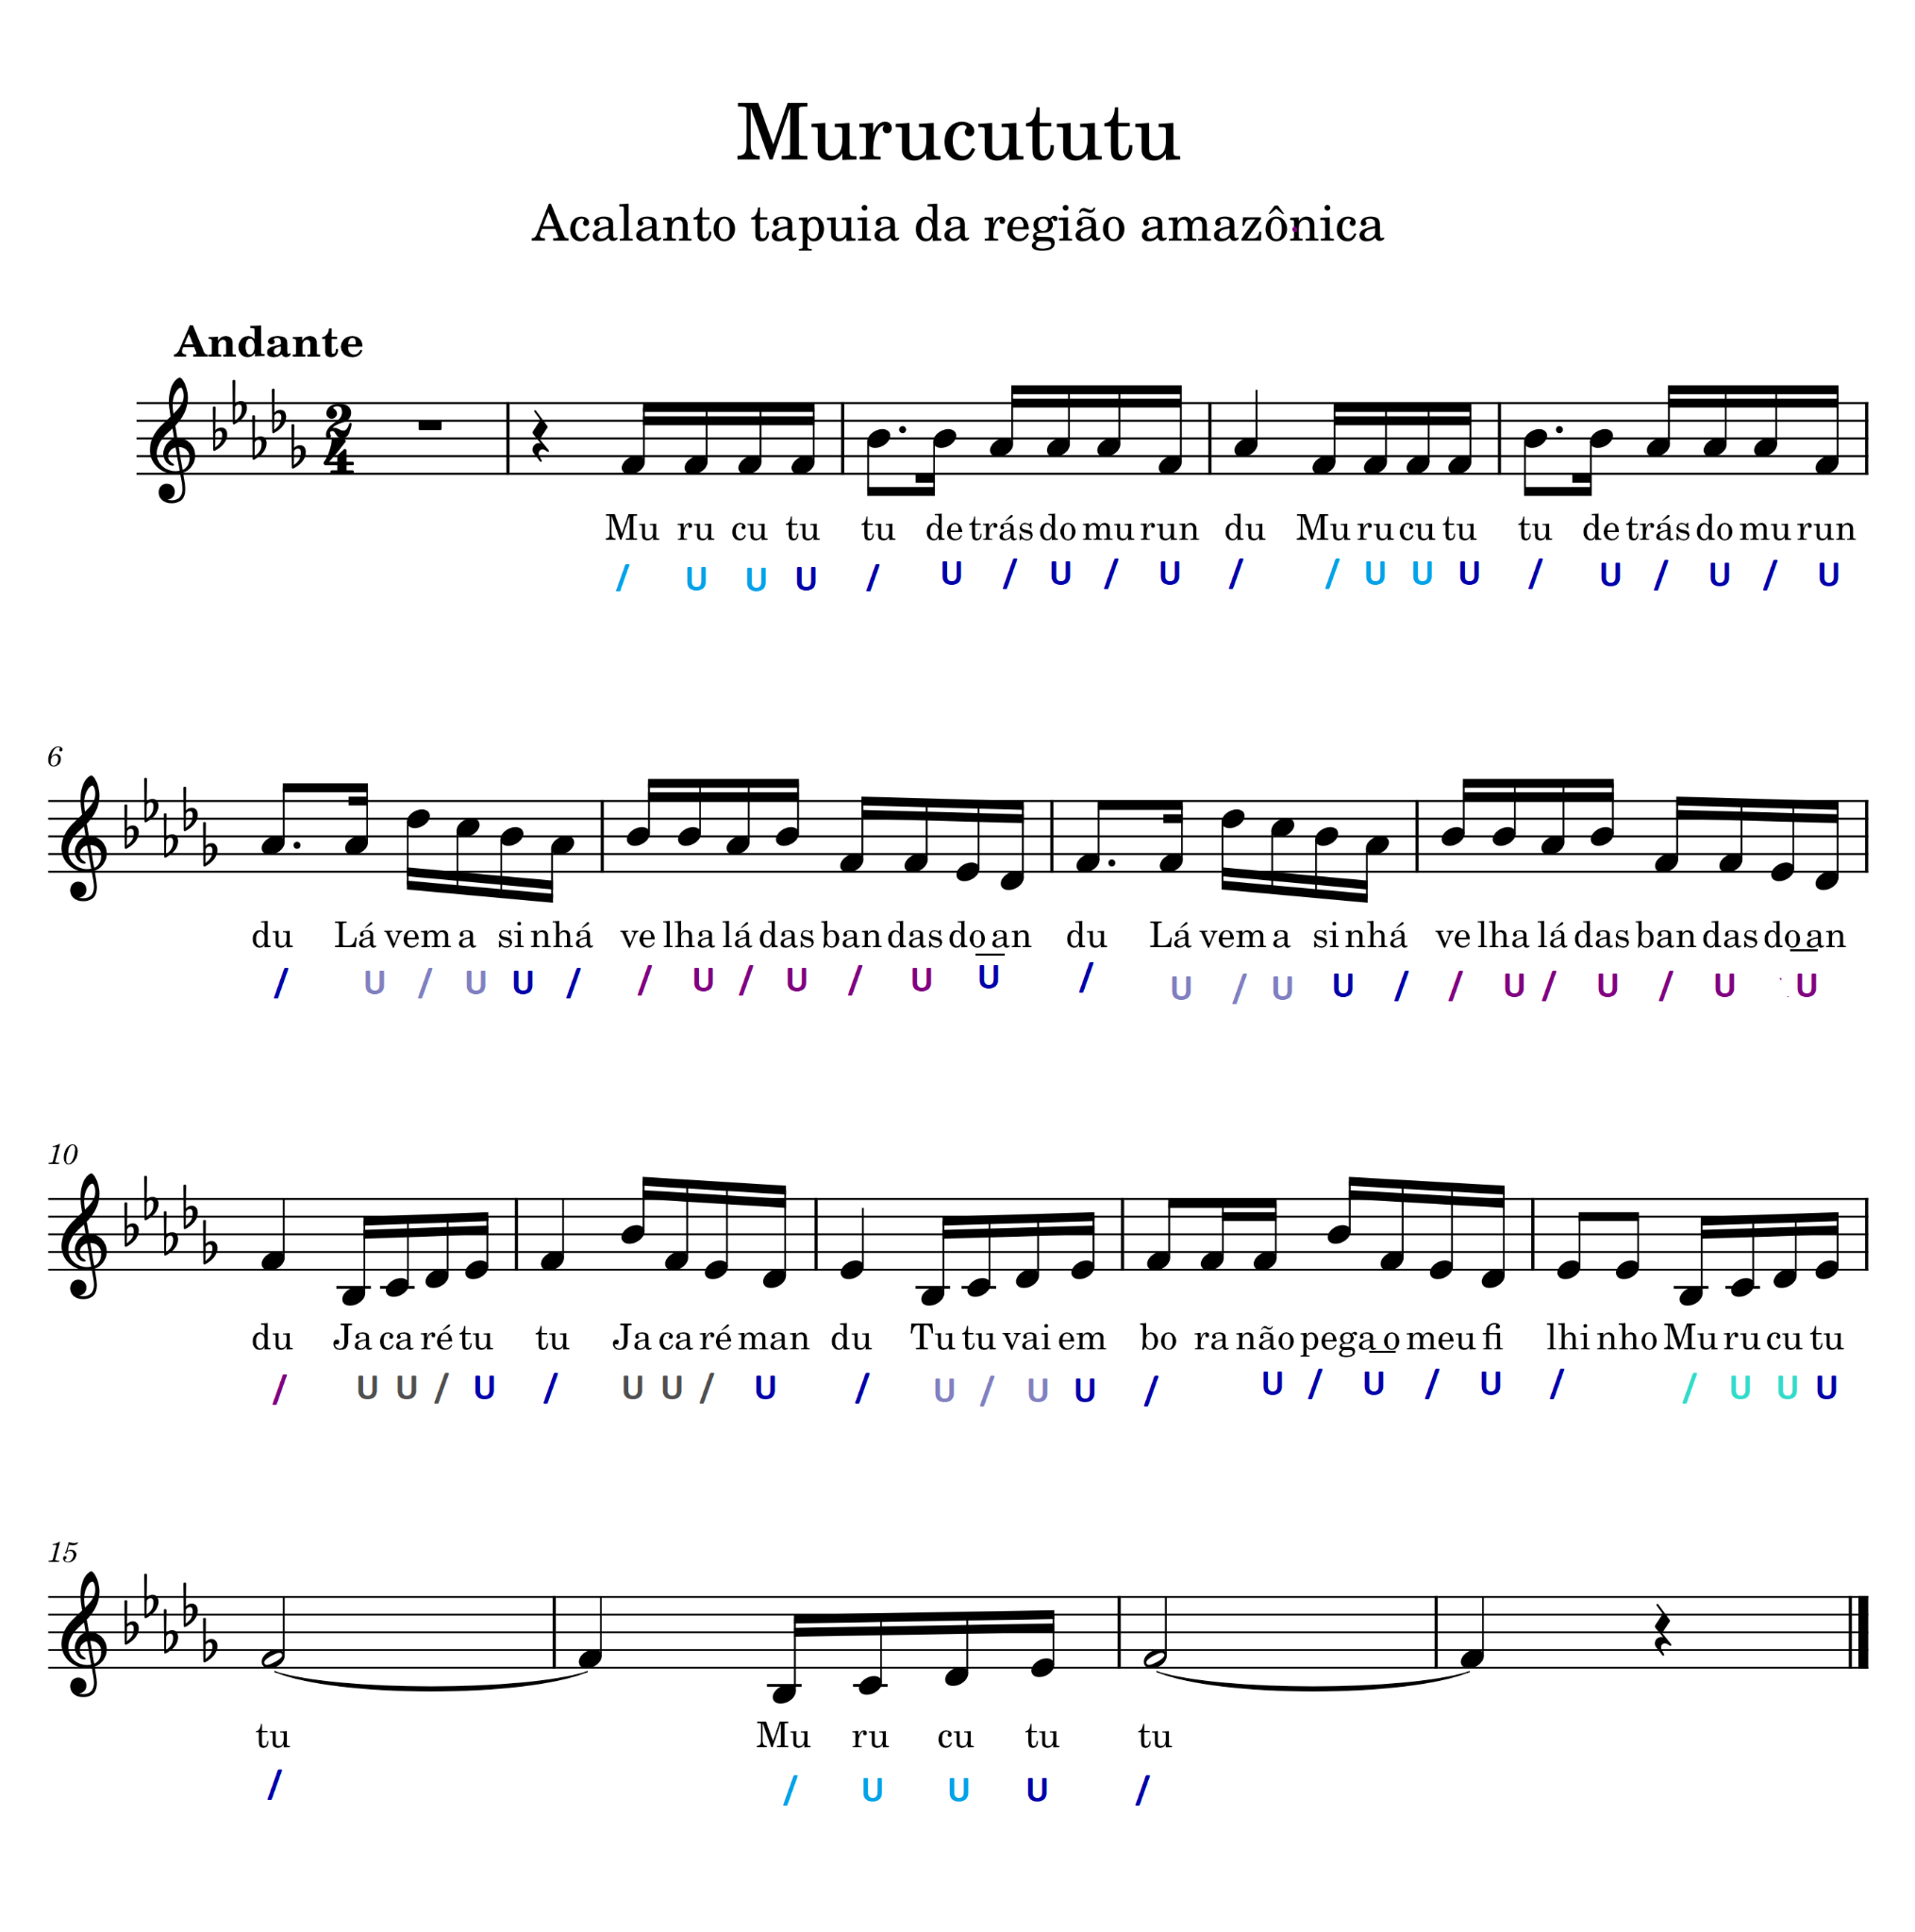 Murucututu
Acalanto tapuia da região amazônica
Andante
2
4
Mu ru cu tu tu de trás do mu run du Mu ru cu tu tu de trás do mu run
/ U U U / U / U / U / / U U U / U / U / U
6
du Lá vem a si nhá ve lha lá das ban das do an du Lá vem a si nhá ve lha lá das ban das do an
/ U / U U / / U / U / U U / U / U U / / U / U / U U
10
du Ja ca ré tu tu Ja ca ré man du Tu tu vai em bo ra não pega o meu fi lhi nho Mu ru cu tu
/ U U / U / U U / U / U / U U / U / U / U / / U U U
15
tu Mu ru cu tu tu
/ / U U U /